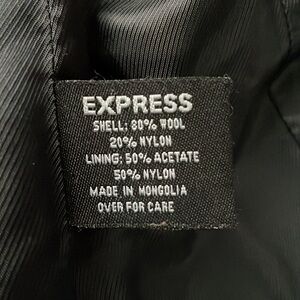 EXPRESS
SHELL: 80% WOOL
20% NYLON
LINING: 50% ACETATE
50% NYLON
MADE IN MONGOLIA
OVER FOR CARE